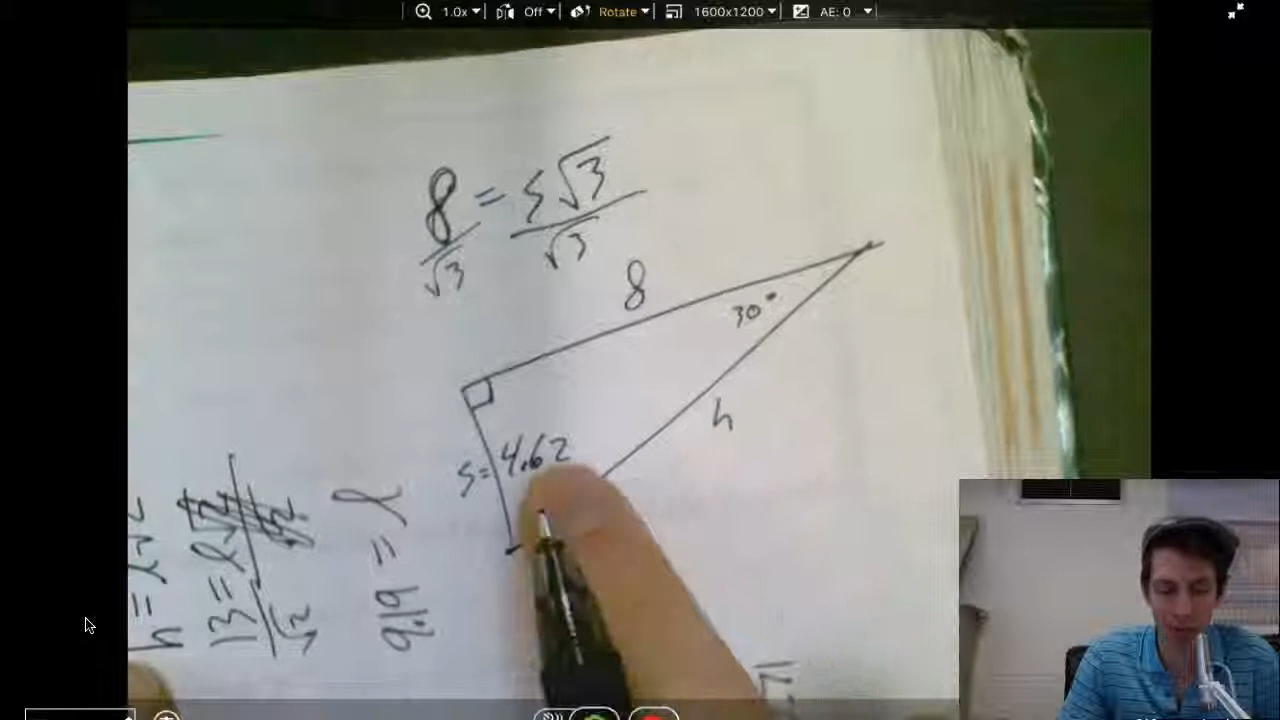 1.0x Off Rotate 1600x1200 AE: 0
8 = s√3
√3 √3
8
30°
h
s = 4.62
h = l√2
13 = l√2
√2
9.19 = l